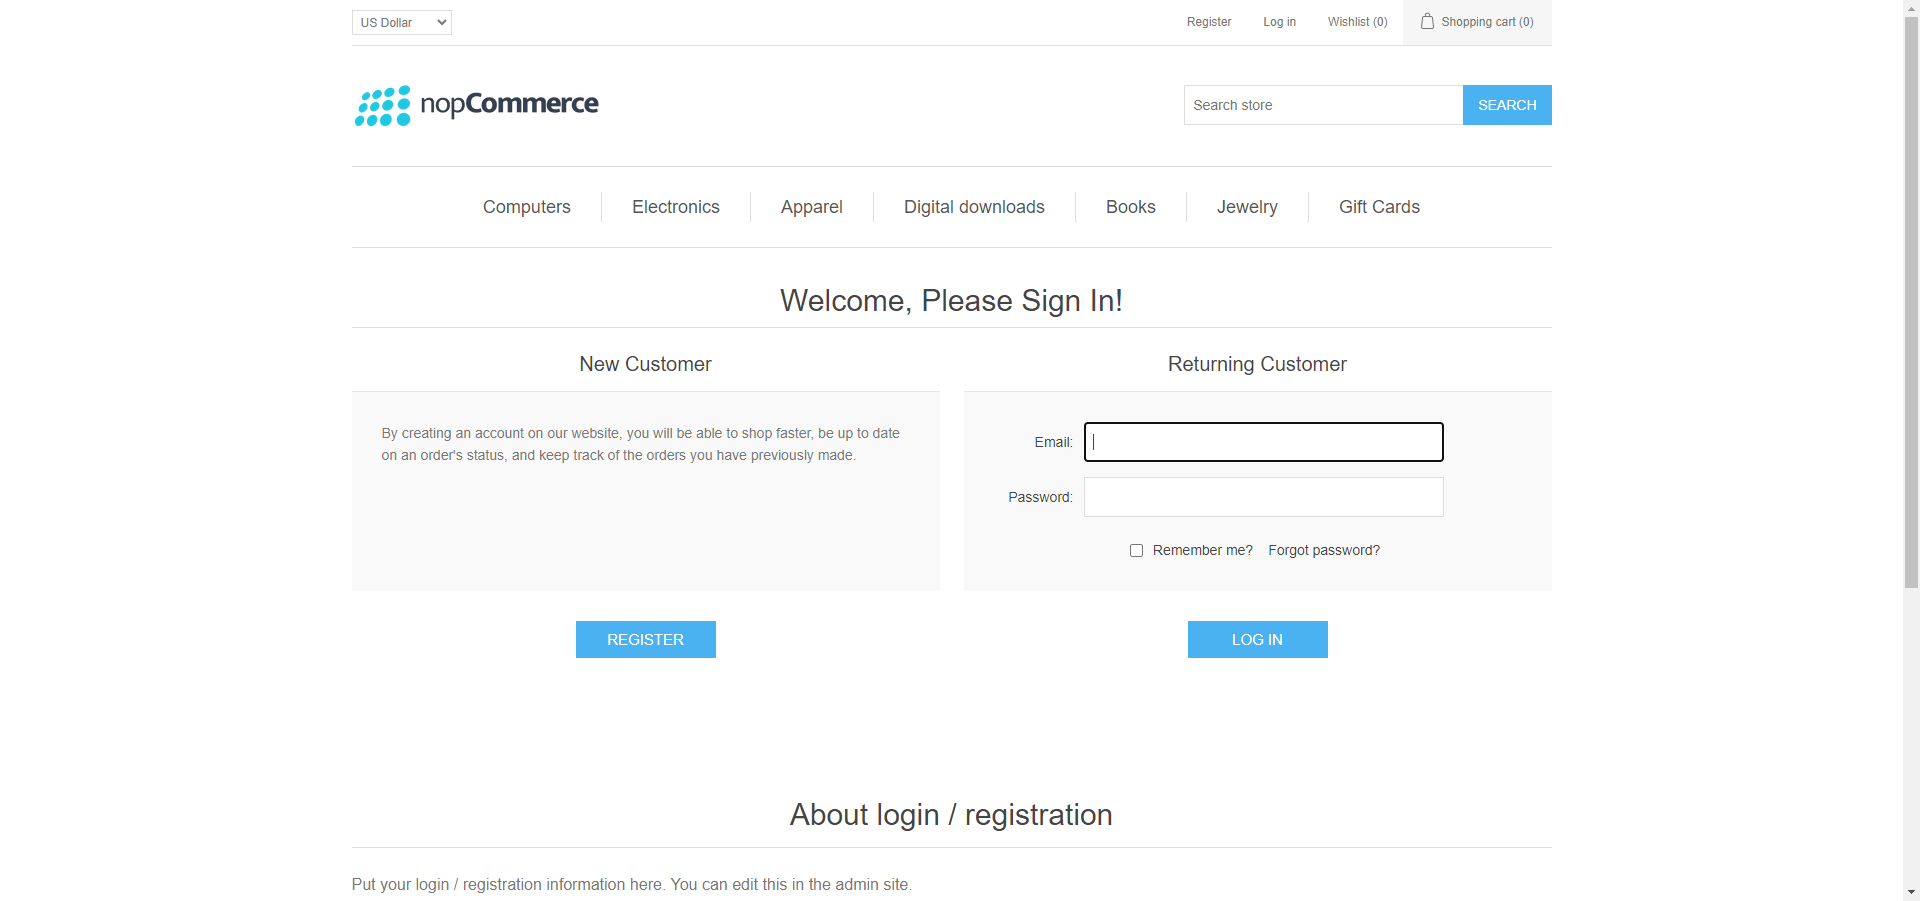 US Dollar
Register
Log in
Wishlist (0)
Shopping cart (0)
nopCommerce
Search store
SEARCH
Computers
Electronics
Apparel
Digital downloads
Books
Jewelry
Gift Cards
Welcome, Please Sign In!
New Customer
By creating an account on our website, you will be able to shop faster, be up to date
on an order's status, and keep track of the orders you have previously made.
REGISTER
Returning Customer
Email:
Password:
Remember me?
Forgot password?
LOG IN
About login / registration
Put your login / registration information here. You can edit this in the admin site.